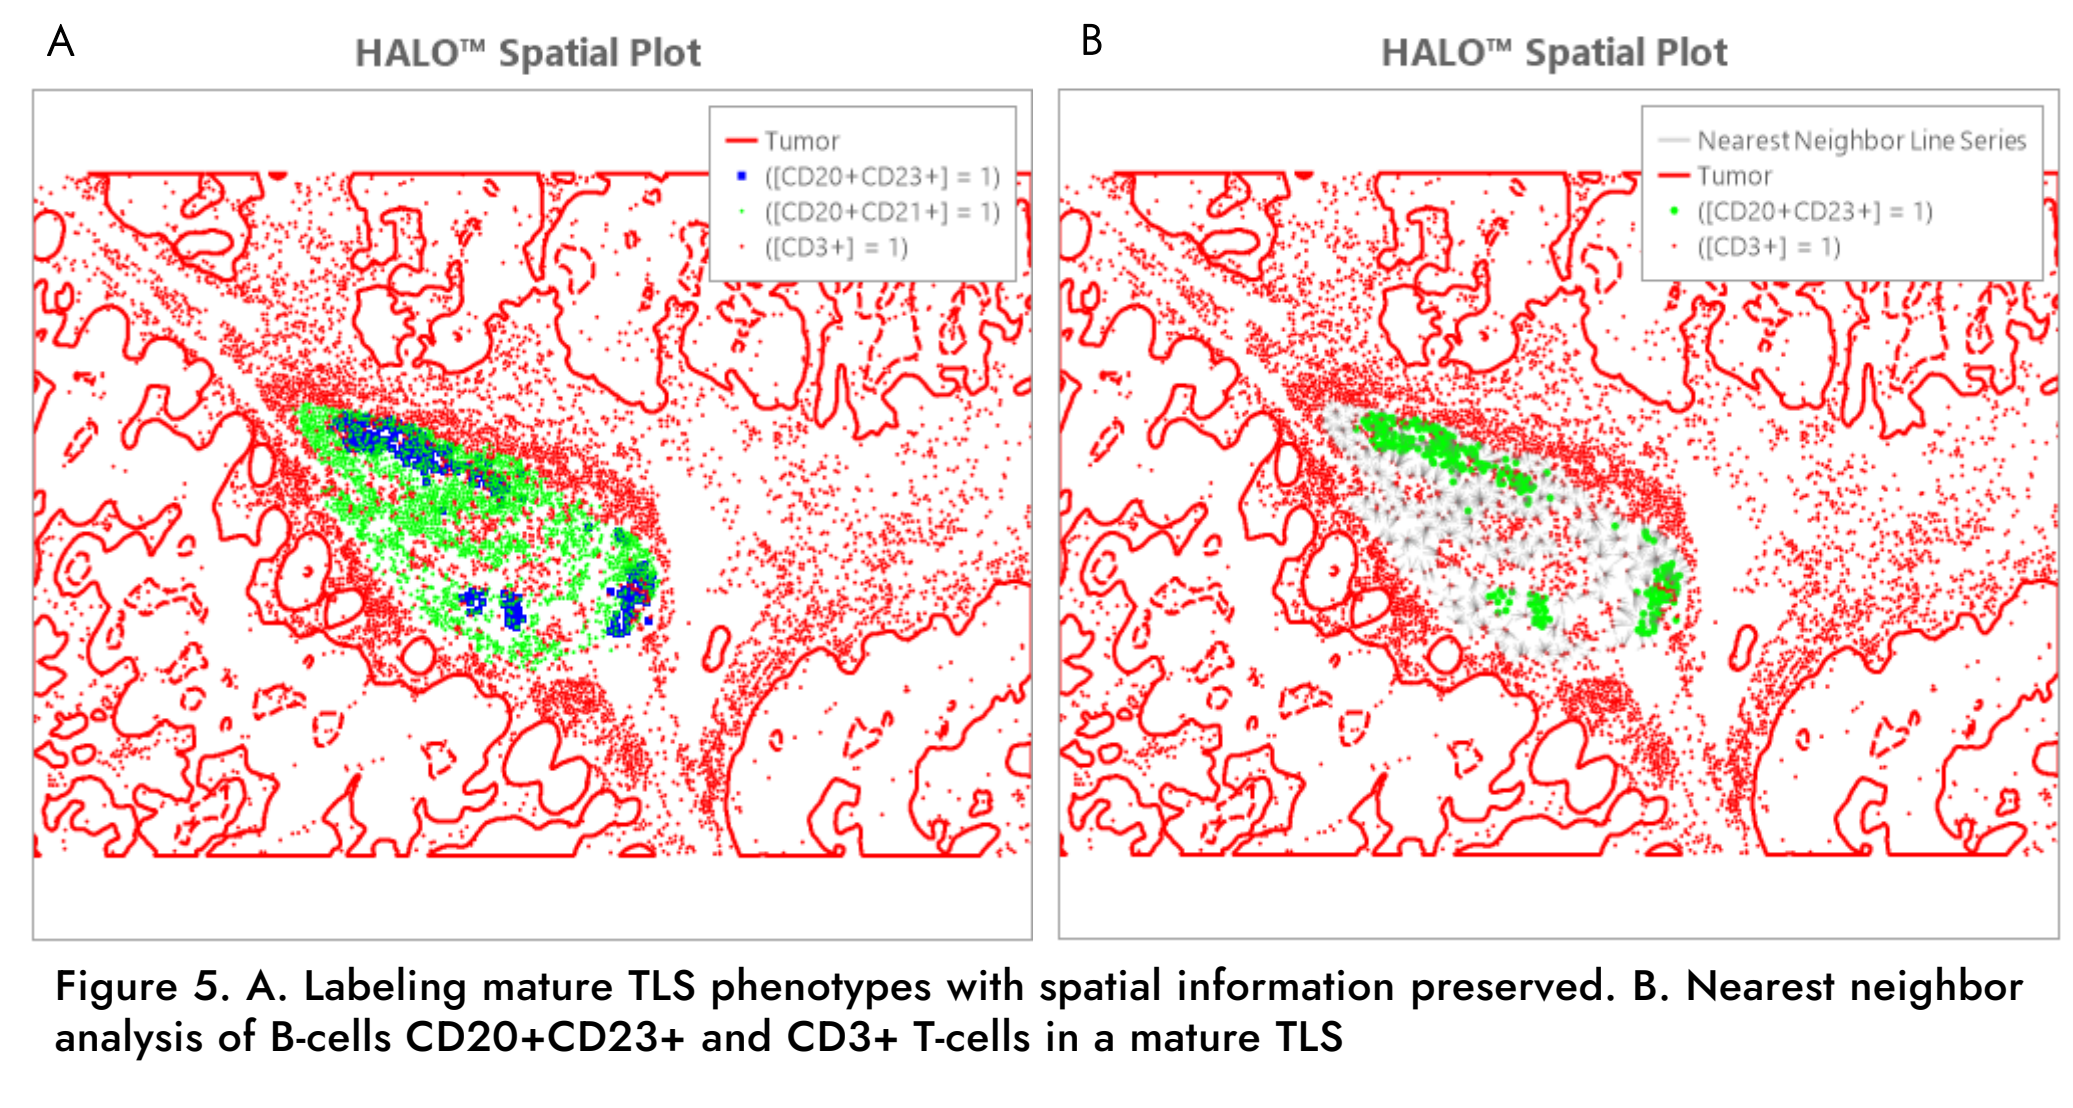 A
HALO™ Spatial Plot
Tumor
([CD20+CD23+] = 1)
([CD20+CD21+] = 1)
([CD3+] = 1)
B
HALO™ Spatial Plot
Nearest Neighbor Line Series
Tumor
([CD20+CD23+] = 1)
([CD3+] = 1)
Figure 5. A. Labeling mature TLS phenotypes with spatial information preserved. B. Nearest neighbor
analysis of B-cells CD20+CD23+ and CD3+ T-cells in a mature TLS